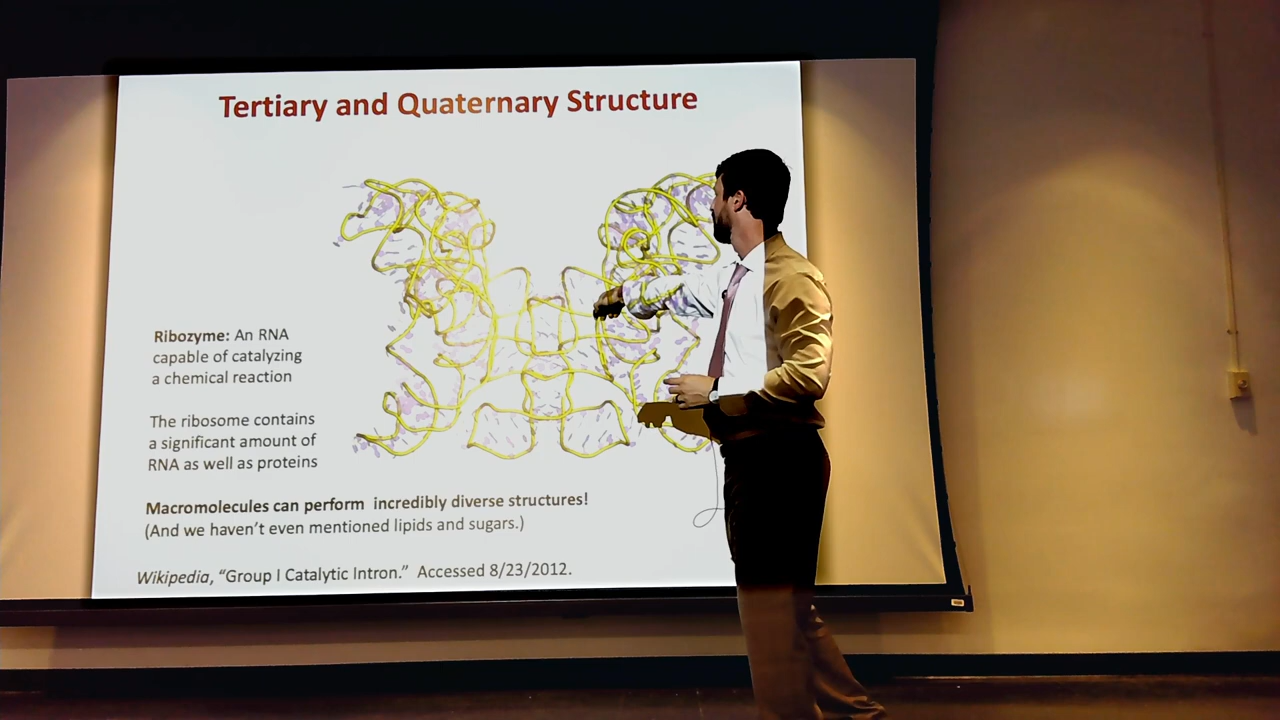 Tertiary and Quaternary Structure
Ribozyme: An RNA
capable of catalyzing
a chemical reaction
The ribosome contains
a significant amount of
RNA as well as proteins
Macromolecules can perform incredibly diverse structures!
(And we haven't even mentioned lipids and sugars.)
Wikipedia, “Group I Catalytic Intron.” Accessed 8/23/2012.